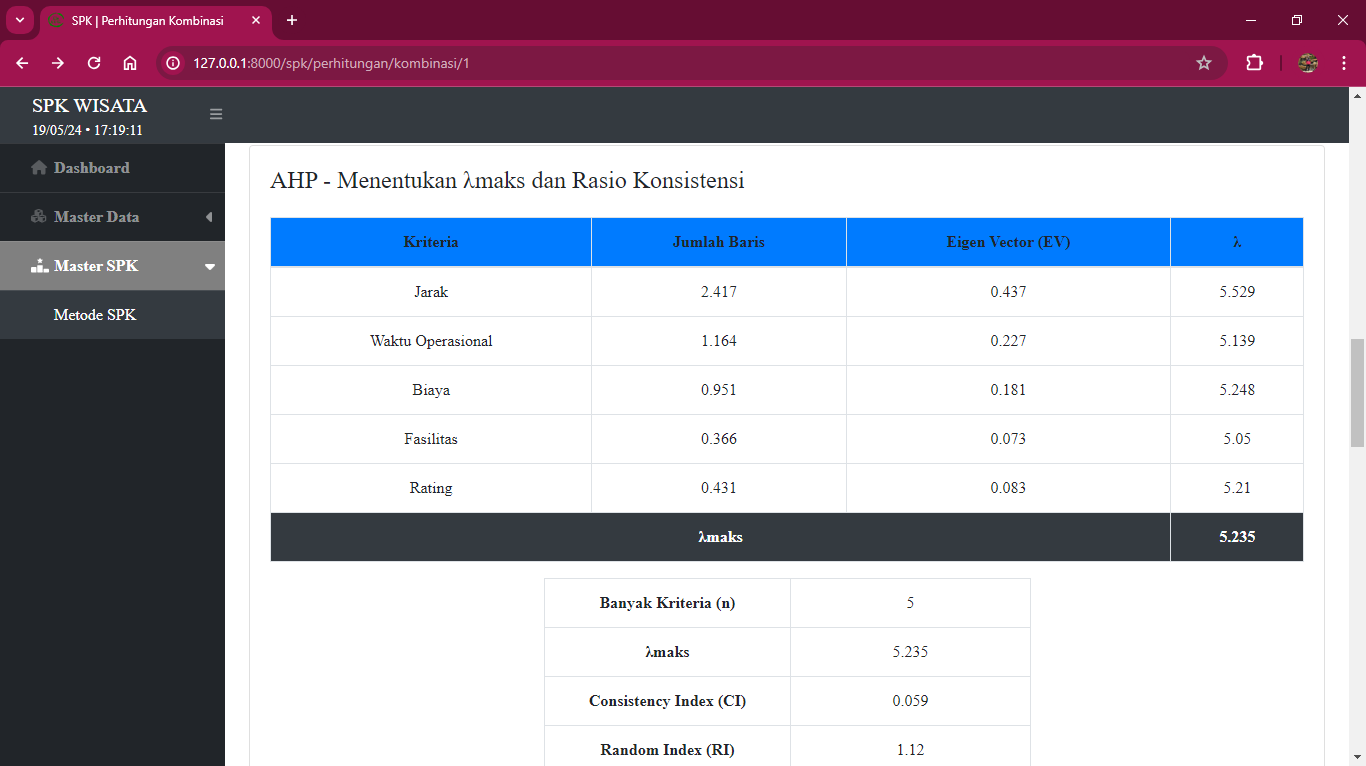 SPK | Perhitungan Kombinasi
127.0.0.1:8000/spk/perhitungan/kombinasi/1
SPK WISATA
19/05/24 • 17:19:11
Dashboard
Master Data
Master SPK
Metode SPK
AHP - Menentukan λmaks dan Rasio Konsistensi
Kriteria Jumlah Baris Eigen Vector (EV) λ
Jarak 2.417 0.437 5.529
Waktu Operasional 1.164 0.227 5.139
Biaya 0.951 0.181 5.248
Fasilitas 0.366 0.073 5.05
Rating 0.431 0.083 5.21
λmaks 5.235
Banyak Kriteria (n) 5
λmaks 5.235
Consistency Index (CI) 0.059
Random Index (RI) 1.12